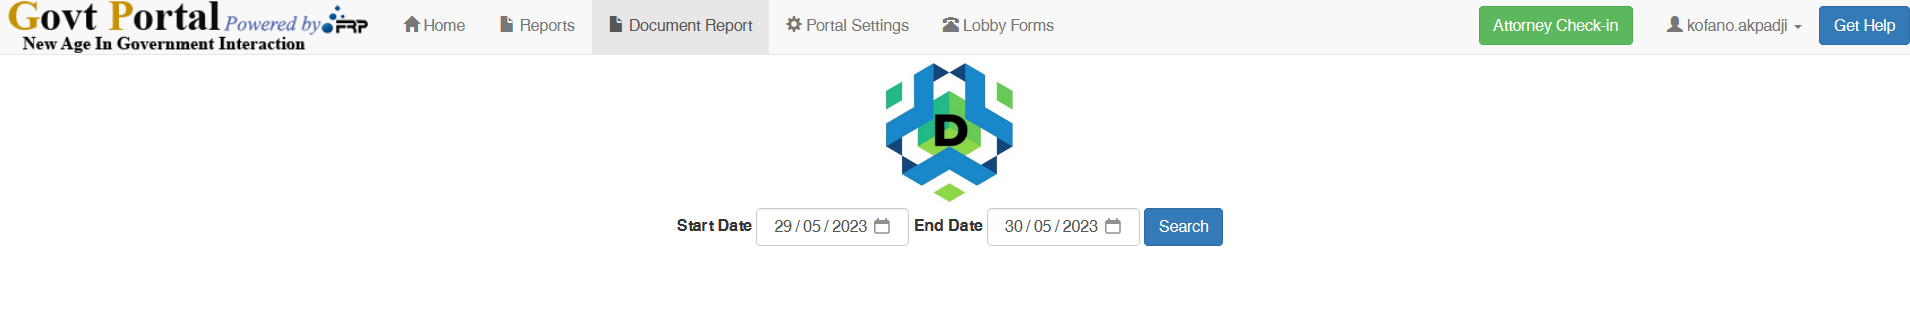 Govt Portal Powered by FRP
New Age In Government Interaction
Home Reports Document Report Portal Settings Lobby Forms Attorney Check-in kofano.akpadji Get Help
D
Start Date 29/05/2023 End Date 30/05/2023 Search